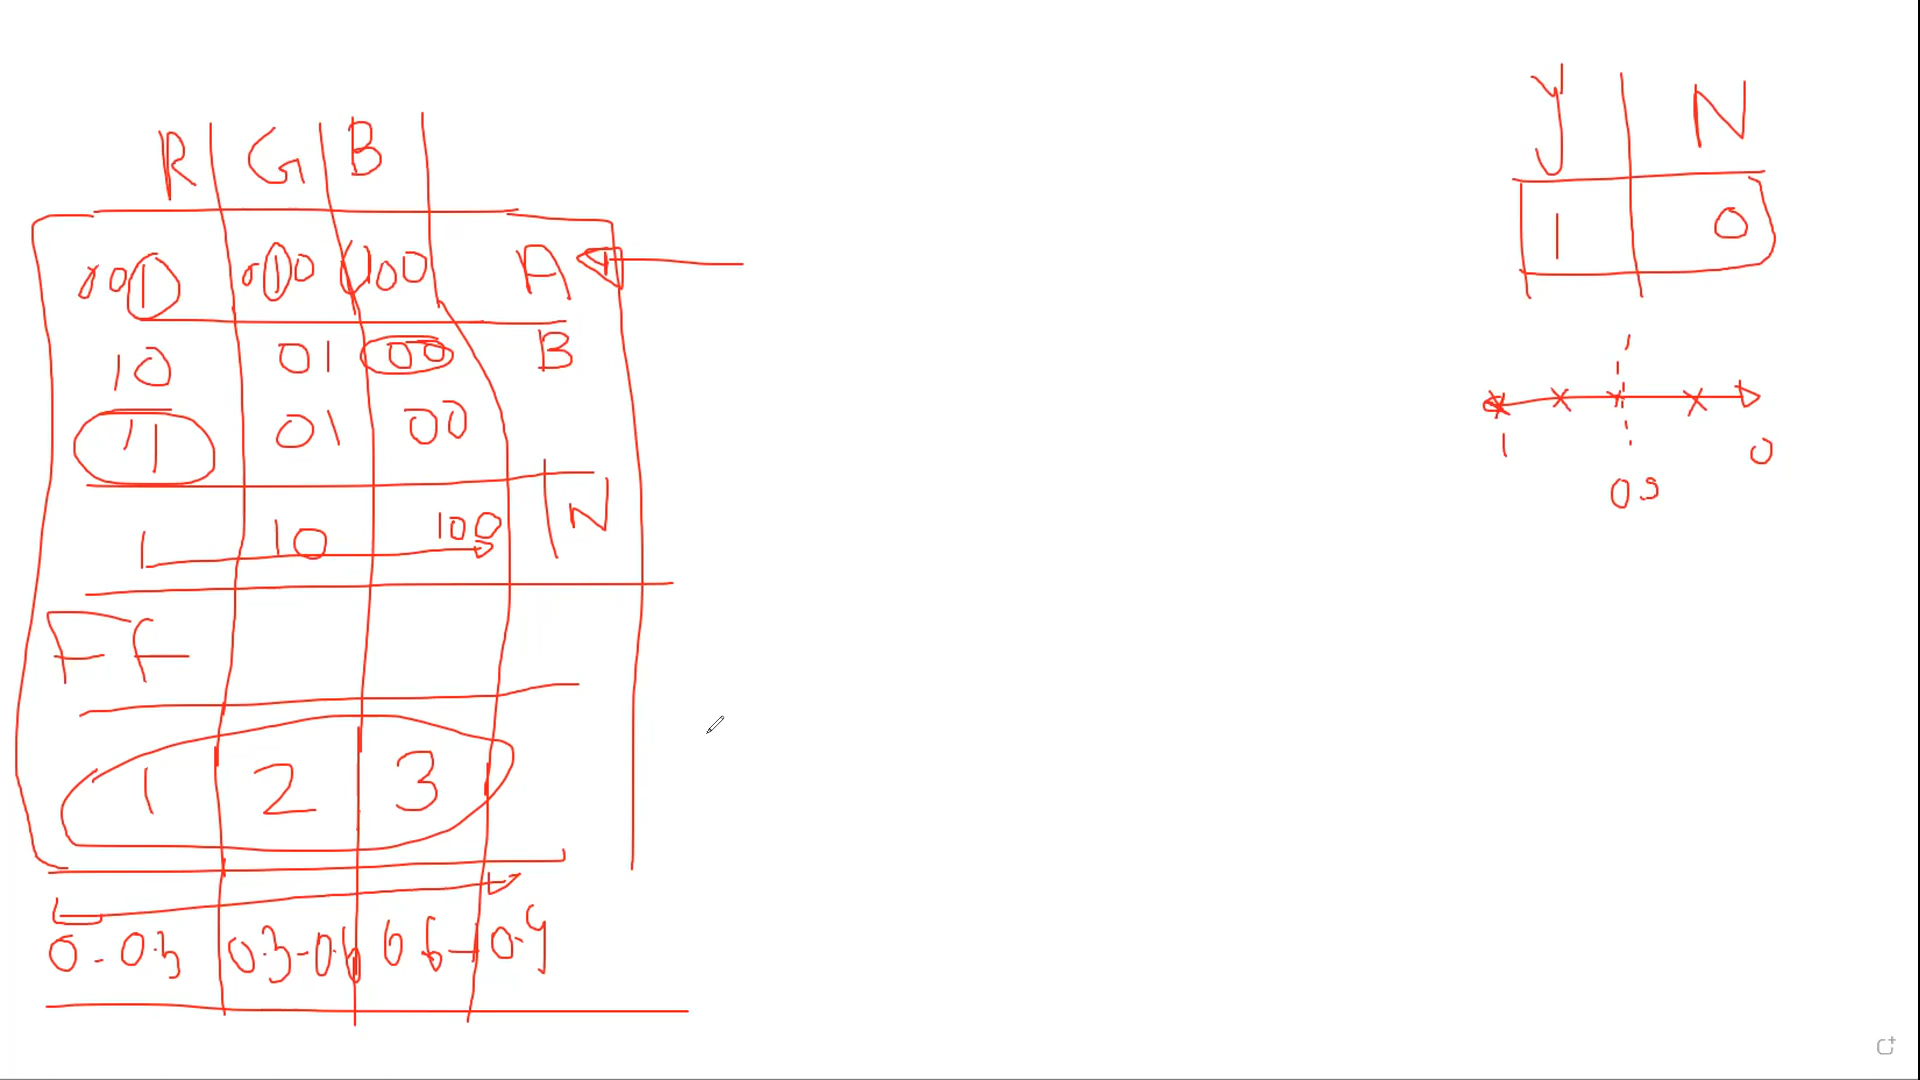 R G B
001 010 100 A
10 01 00 B
11 01 00
1 10 100 N
FF
1 2 3
0 - 0.3 0.3-0.6 0.6-0.9
Y N
1 0
1 0
0.5